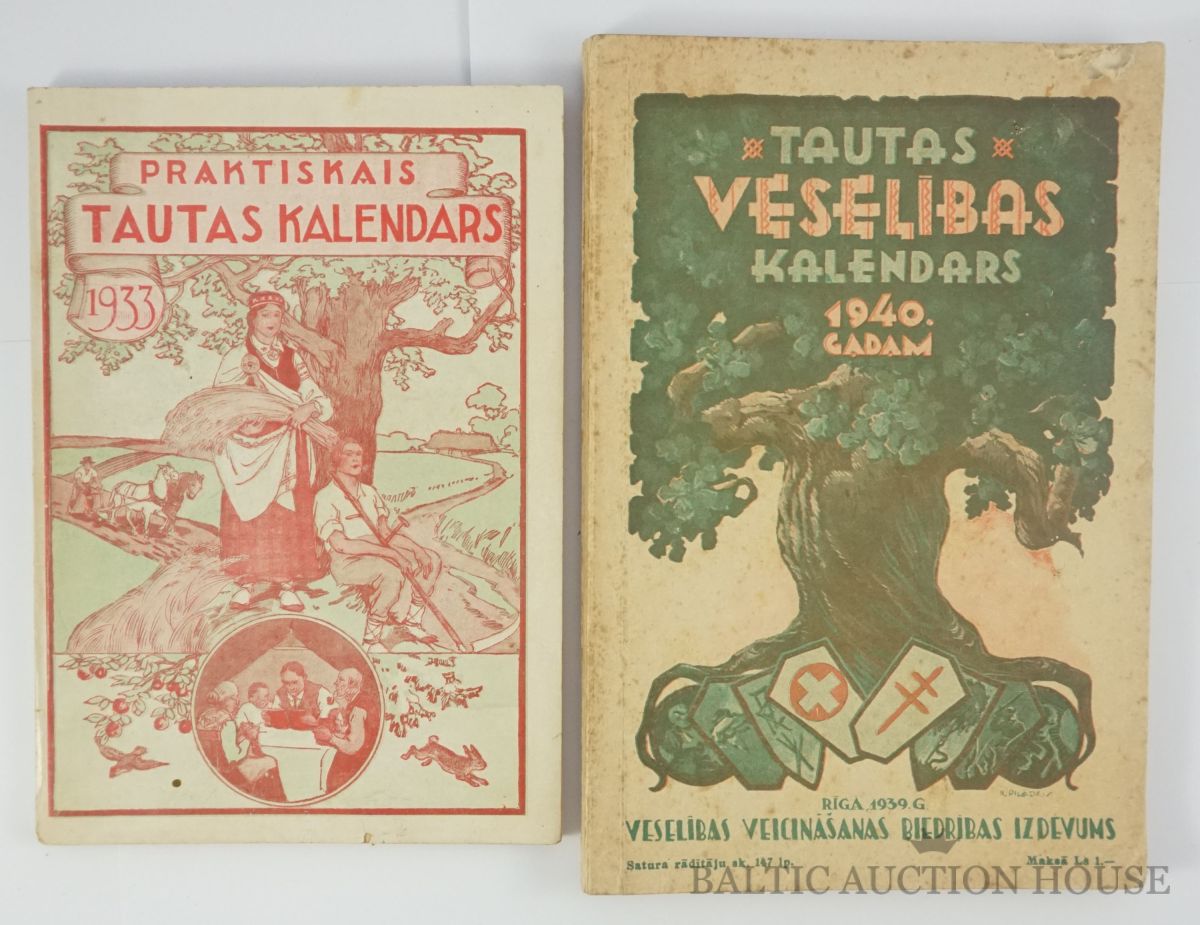 PRAKTISKAIS
TAUTAS KALENDARS
1933
TAUTAS
VESELĪBAS
KALENDARS
1940.
GADAM
RĪGA, 1939.G.
VESELĪBAS VEICINĀŠANAS BIEDRĪBAS IZDEVUMS
Satura rādītāju sk. 147 lp.
Maksā Ls 1.—
BALTIC AUCTION HOUSE